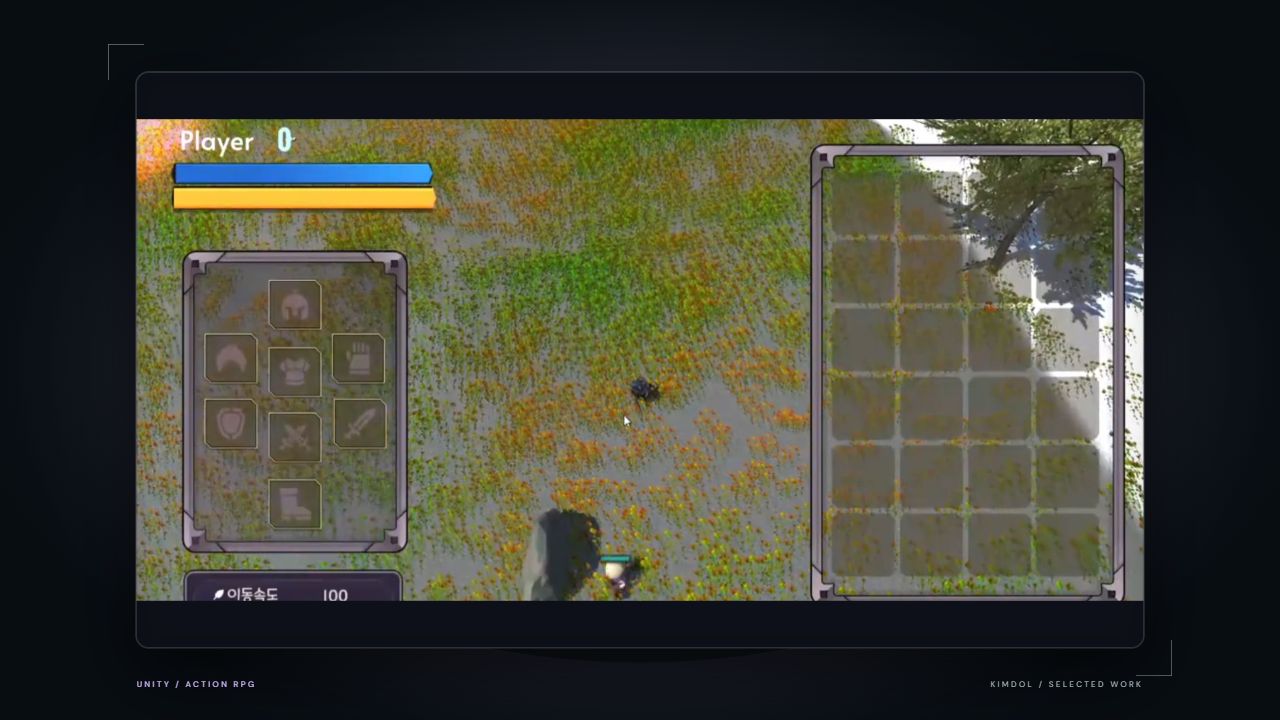 Player 0
이동속도 100
UNITY / ACTION RPG
KIMDOL / SELECTED WORK